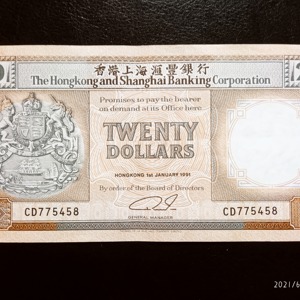 香港上海滙豐銀行
The Hongkong and Shanghai Banking Corporation
Promises to pay the bearer
on demand at its Office here
TWENTY
DOLLARS
HONGKONG 1st JANUARY 1991
By order of the Board of Directors
CD775458
CD775458
GENERAL MANAGER
2021/6